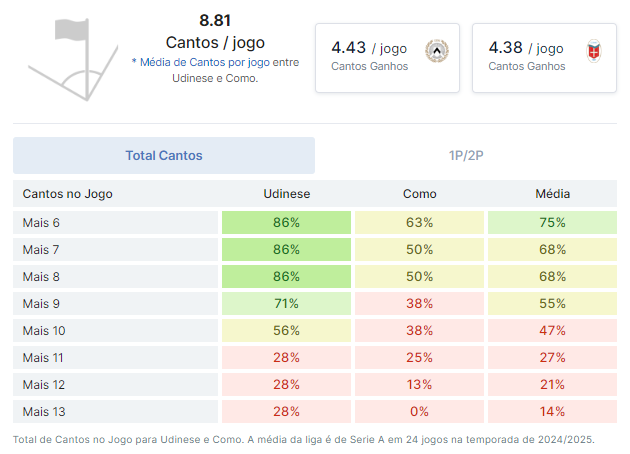 8.81
Cantos / jogo
* Média de Cantos por jogo entre
Udinese e Como.
4.43 / jogo
Cantos Ganhos
4.38 / jogo
Cantos Ganhos
Total Cantos 1P/2P
Cantos no Jogo Udinese Como Média
Mais 6 86% 63% 75%
Mais 7 86% 50% 68%
Mais 8 86% 50% 68%
Mais 9 71% 38% 55%
Mais 10 56% 38% 47%
Mais 11 28% 25% 27%
Mais 12 28% 13% 21%
Mais 13 28% 0% 14%
Total de Cantos no Jogo para Udinese e Como. A média da liga é de Serie A em 24 jogos na temporada de 2024/2025.